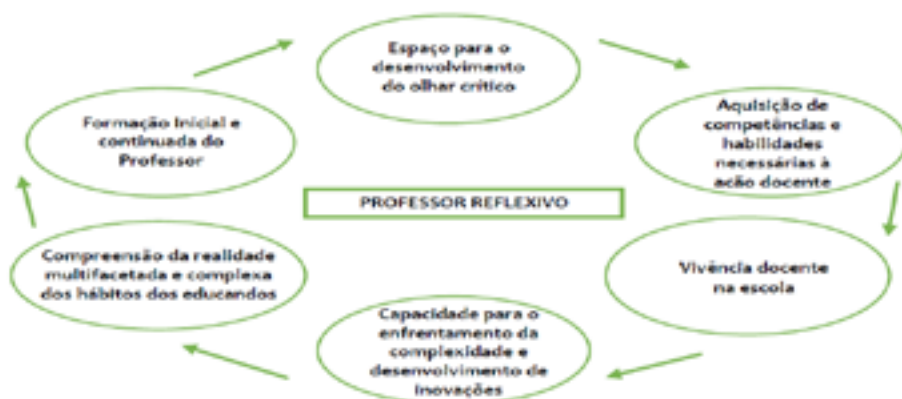 Espaço para o
desenvolvimento
do olhar crítico
Aquisição de
competências e
habilidades
necessárias à
acão docente
Vivência docente
na escola
Capacidade para o
enfrentamento da
complexidade e
desenvolvimento de
inovações
Compreensão da realidade
multifacetada e complexa
dos hábitos dos educandos
Formação Inicial e
continuada do
Professor
PROFESSOR REFLEXIVO